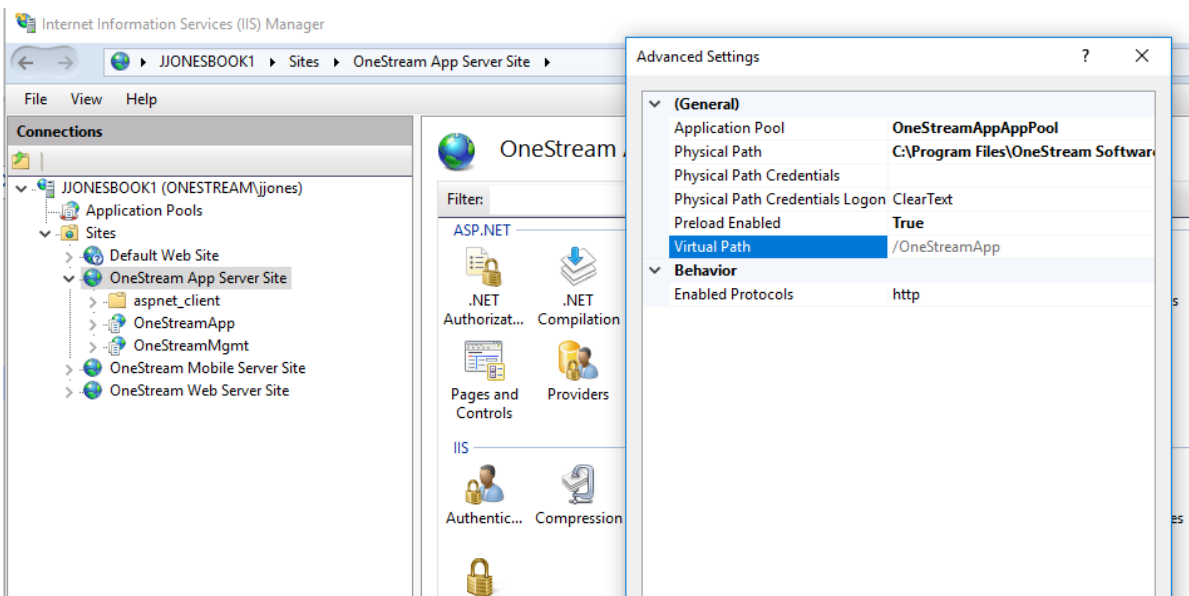 Internet Information Services (IIS) Manager
JJONESBOOK1 Sites OneStream App Server Site
File View Help
Connections
JJONESBOOK1 (ONESTREAM\jjones)
Application Pools
Sites
Default Web Site
OneStream App Server Site
aspnet_client
OneStreamApp
OneStreamMgmt
OneStream Mobile Server Site
OneStream Web Server Site
OneStream
Filter:
ASP.NET
.NET Authorizat...
.NET Compilation
Pages and Controls
Providers
IIS
Authentic...
Compression
Advanced Settings ? 
(General)
Application Pool OneStreamAppAppPool
Physical Path C:\Program Files\OneStream Software
Physical Path Credentials
Physical Path Credentials Logon ClearText
Preload Enabled True
Virtual Path /OneStreamApp
Behavior
Enabled Protocols http